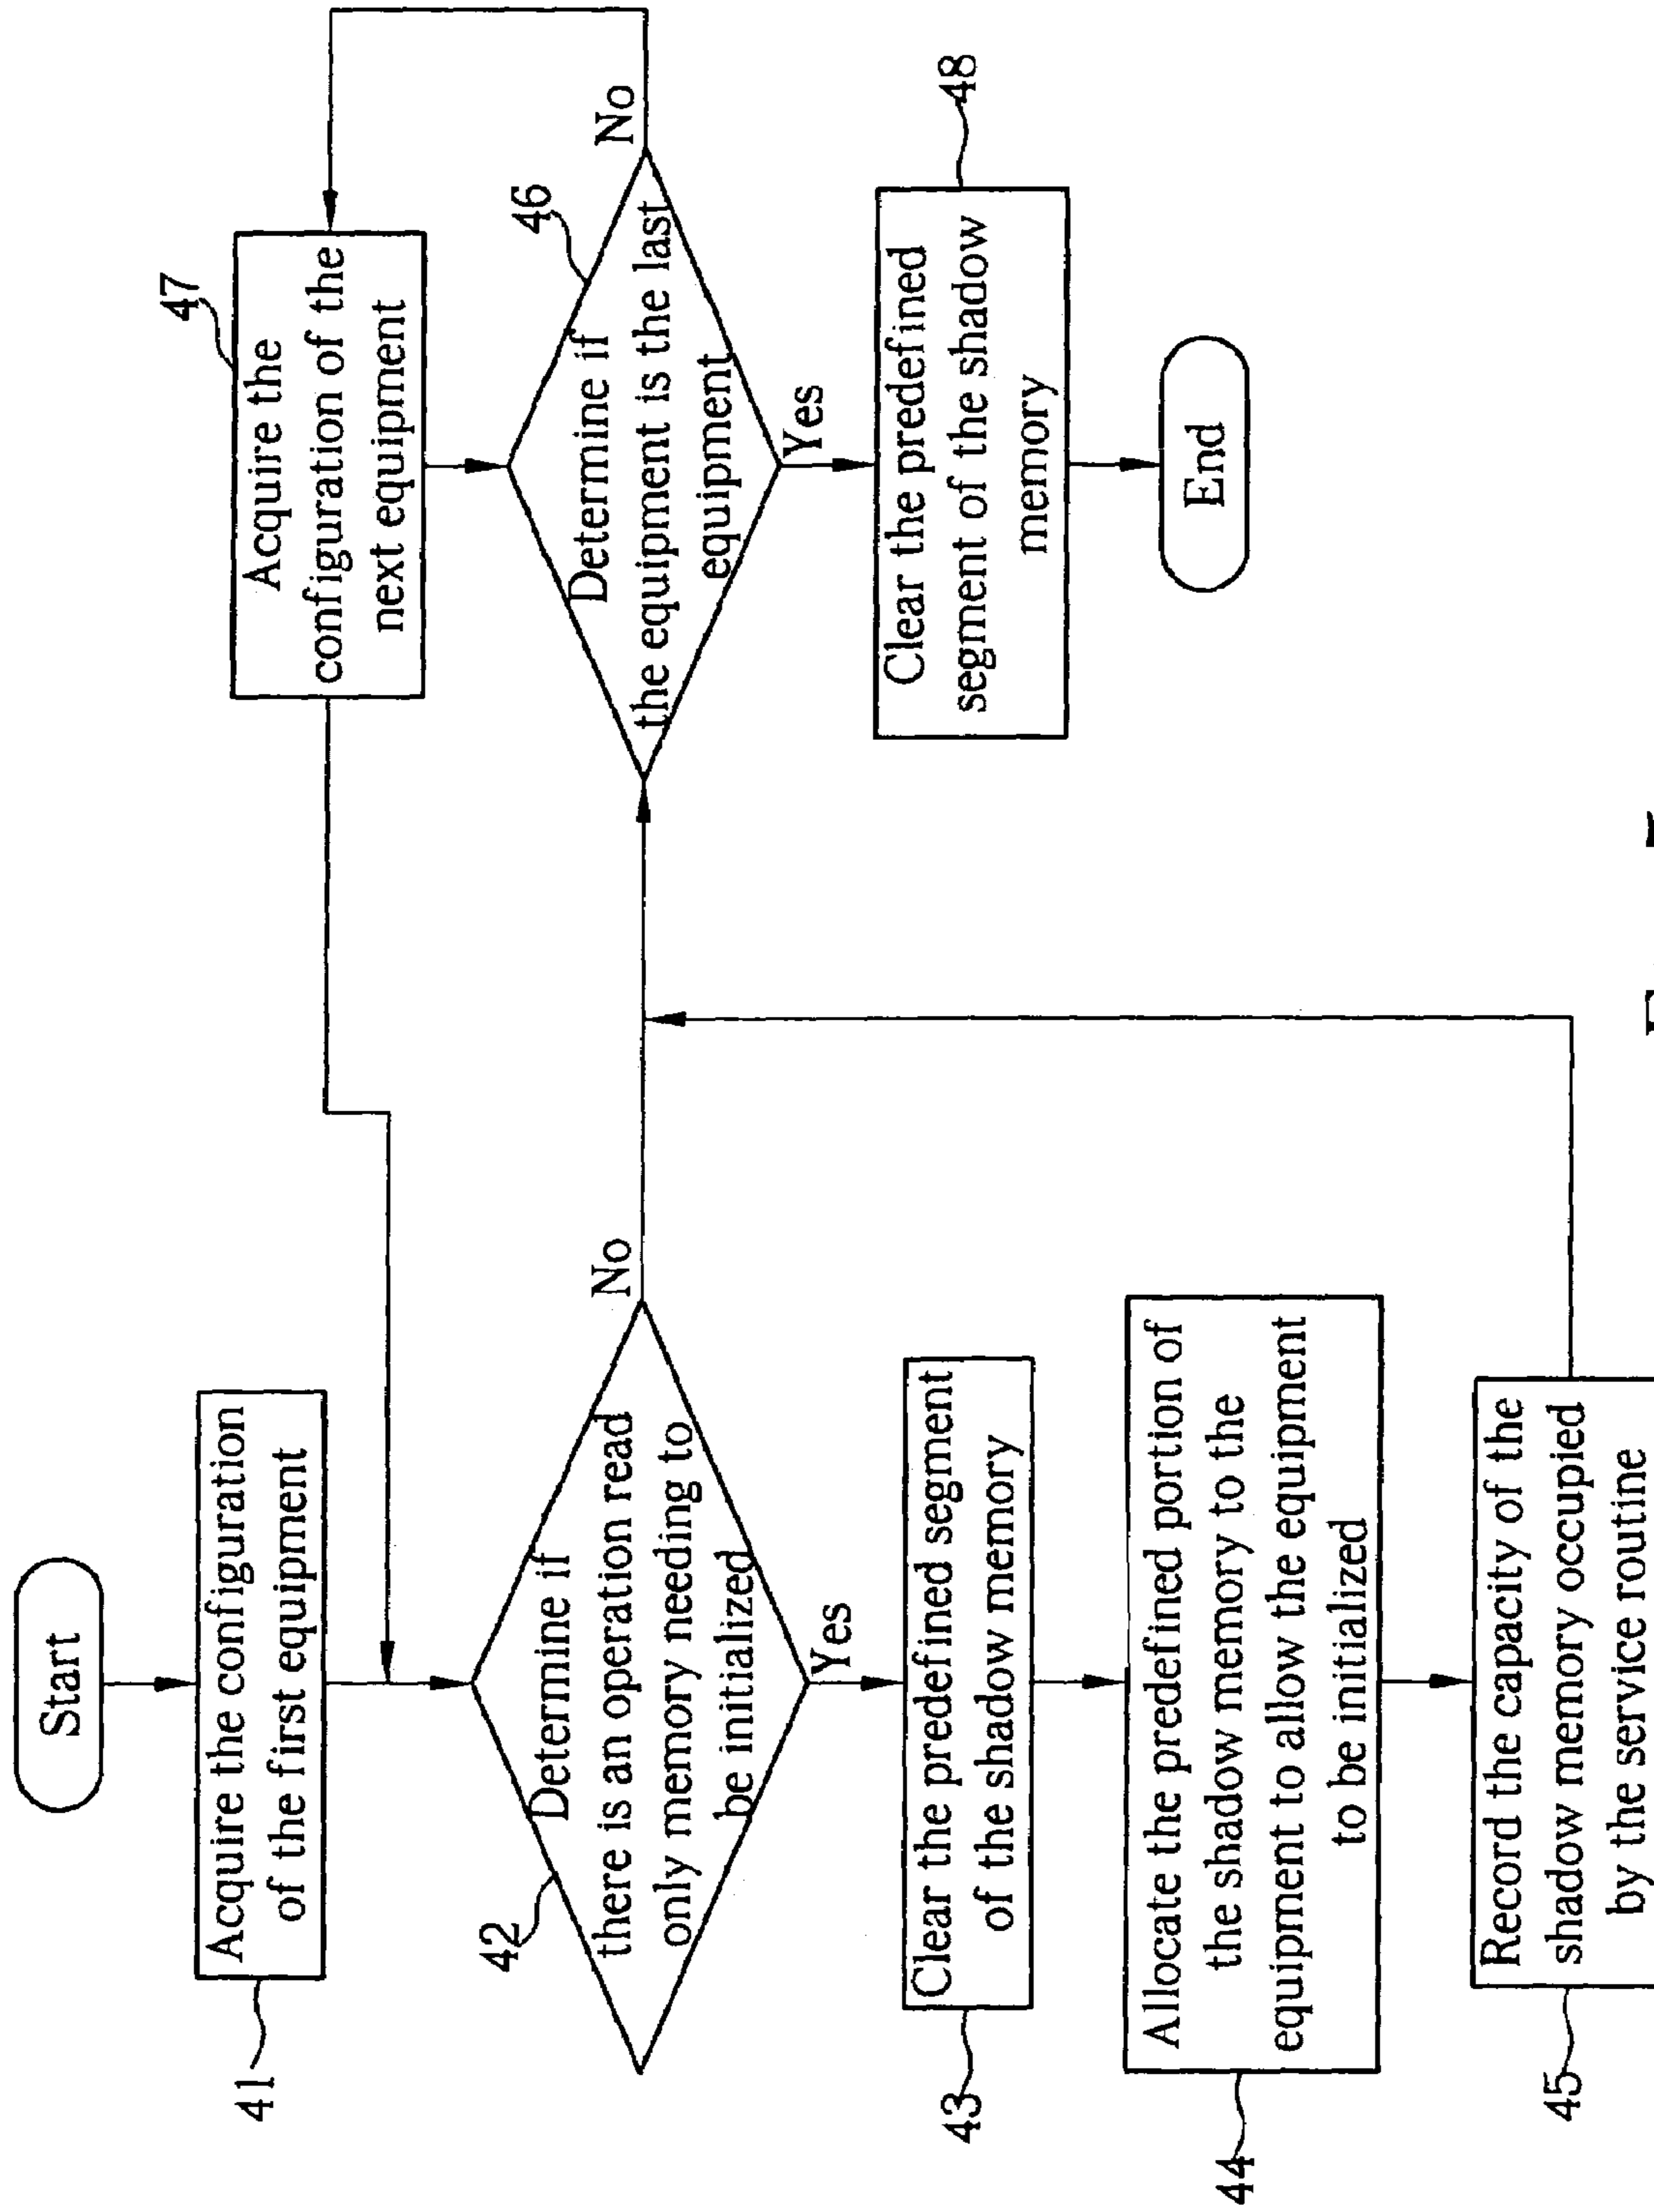 Start
41
Acquire the configuration
of the first equipment
42
Determine if
there is an operation read
only memory needing to
be initialized
No
Yes
43
Clear the predefined segment
of the shadow memory
44
Allocate the predefined portion of
the shadow memory to the
equipment to allow the equipment
to be initialized
45
Record the capacity of the
shadow memory occupied
by the service routine
47
Acquire the
configuration of the
next equipment
46
Determine if
the equipment is the last
equipment
No
Yes
48
Clear the predefined
segment of the shadow
memory
End